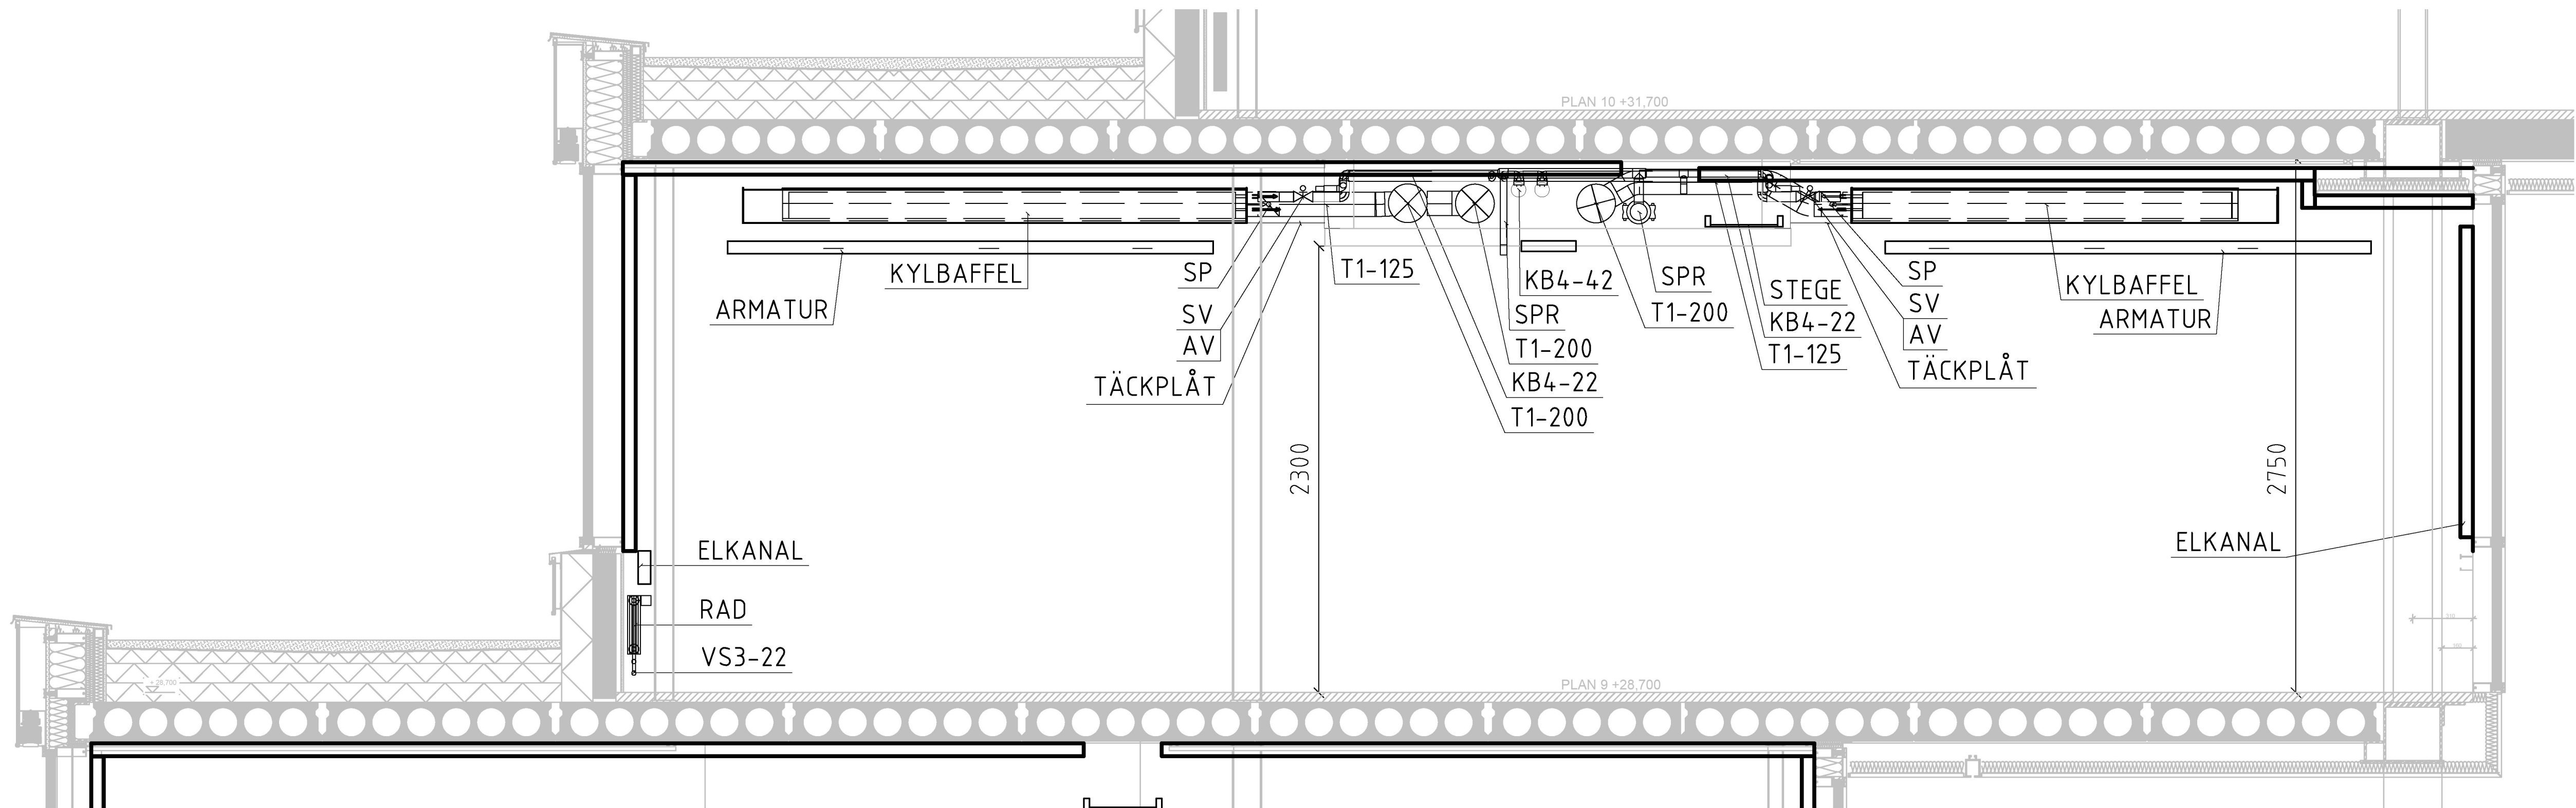 PLAN 10 +31,700
KYLBAFFEL
ARMATUR
SP
SV
AV
TÄCKPLÅT
T1-125
KB4-42
SPR
T1-200
KB4-22
T1-200
SPR
T1-200
STEGE
KB4-22
T1-125
SP
SV
AV
TÄCKPLÅT
KYLBAFFEL
ARMATUR
2300
2750
ELKANAL
RAD
VS3-22
ELKANAL
+28,700
PLAN 9 +28,700